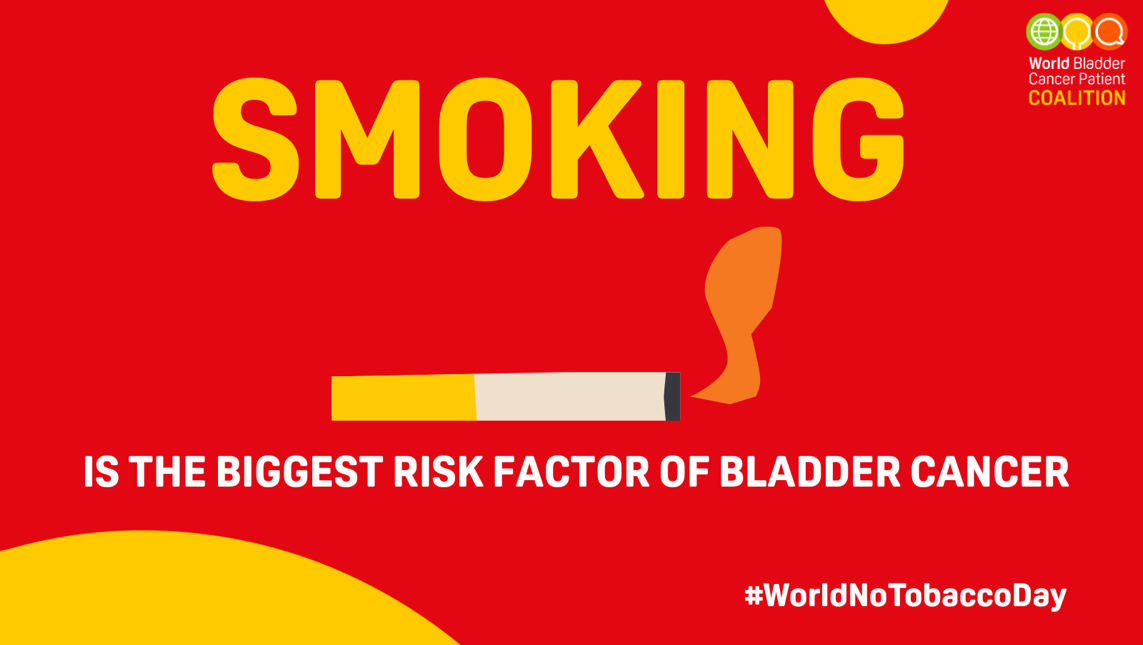 World Bladder
Cancer Patient
COALITION
SMOKING
IS THE BIGGEST RISK FACTOR OF BLADDER CANCER
#WorldNoTobaccoDay